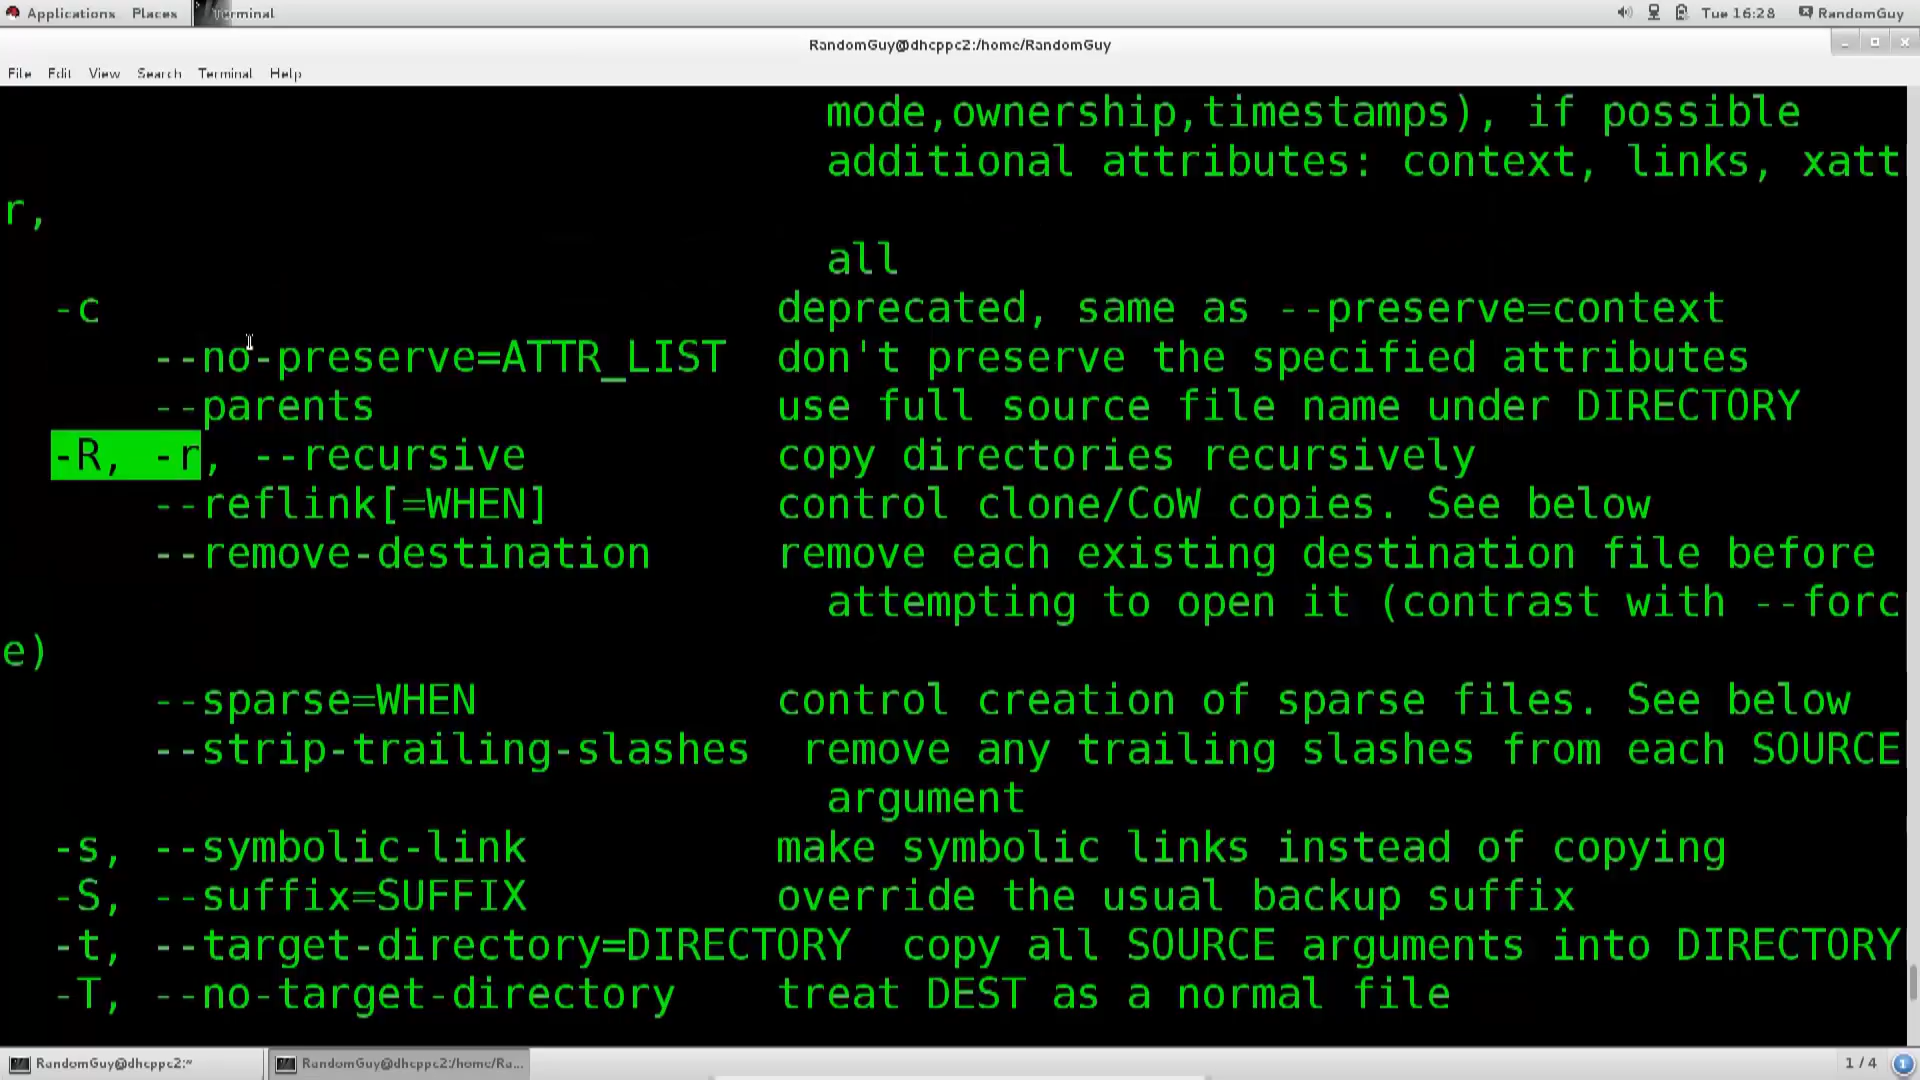 Applications Places Terminal Tue 16:28 RandomGuy
RandomGuy@dhcppc2:/home/RandomGuy
File Edit View Search Terminal Help
mode,ownership,timestamps), if possible
additional attributes: context, links, xatt
r,
all
-c deprecated, same as --preserve=context
--no-preserve=ATTR_LIST don't preserve the specified attributes
--parents use full source file name under DIRECTORY
-R, -r, --recursive copy directories recursively
--reflink[=WHEN] control clone/CoW copies. See below
--remove-destination remove each existing destination file before
attempting to open it (contrast with --forc
e)
--sparse=WHEN control creation of sparse files. See below
--strip-trailing-slashes remove any trailing slashes from each SOURCE
argument
-s, --symbolic-link make symbolic links instead of copying
-S, --suffix=SUFFIX override the usual backup suffix
-t, --target-directory=DIRECTORY copy all SOURCE arguments into DIRECTORY
-T, --no-target-directory treat DEST as a normal file
RandomGuy@dhcppc2:~ RandomGuy@dhcppc2:/home/Ra... 1 / 4 1